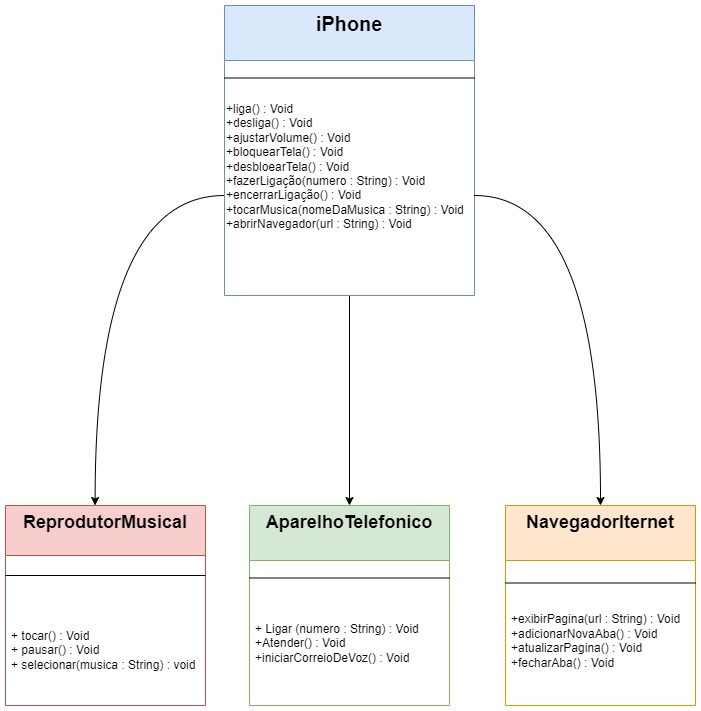 iPhone
+liga() : Void
+desliga() : Void
+ajustarVolume() : Void
+bloquearTela() : Void
+desbloearTela() : Void
+fazerLigação(numero : String) : Void
+encerrarLigação() : Void
+tocarMusica(nomeDaMusica : String) : Void
+abrirNavegador(url : String) : Void
ReprodutorMusical
+ tocar() : Void
+ pausar() : Void
+ selecionar(musica : String) : void
AparelhoTelefonico
+ Ligar (numero : String) : Void
+Atender() : Void
+iniciarCorreioDeVoz() : Void
NavegadorIternet
+exibirPagina(url : String) : Void
+adicionarNovaAba() : Void
+atualizarPagina() : Void
+fecharAba() : Void